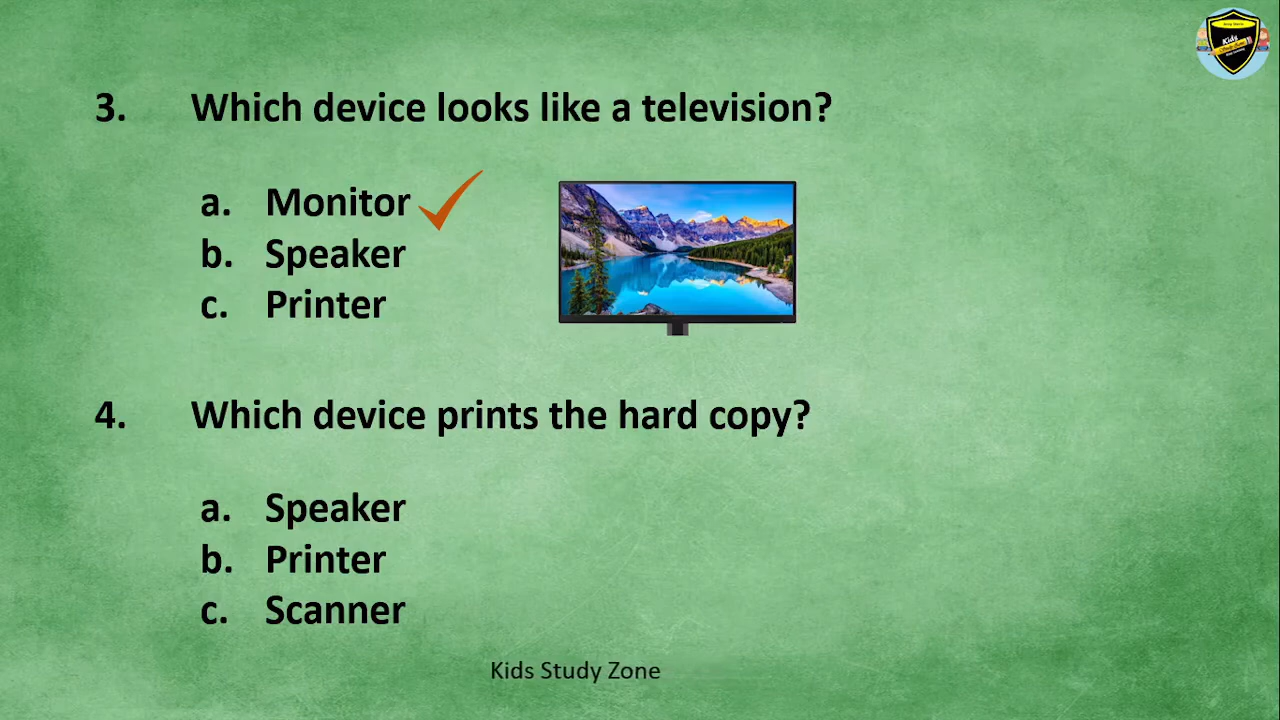 3. Which device looks like a television?
a. Monitor
b. Speaker
c. Printer
4. Which device prints the hard copy?
a. Speaker
b. Printer
c. Scanner
Kids Study Zone